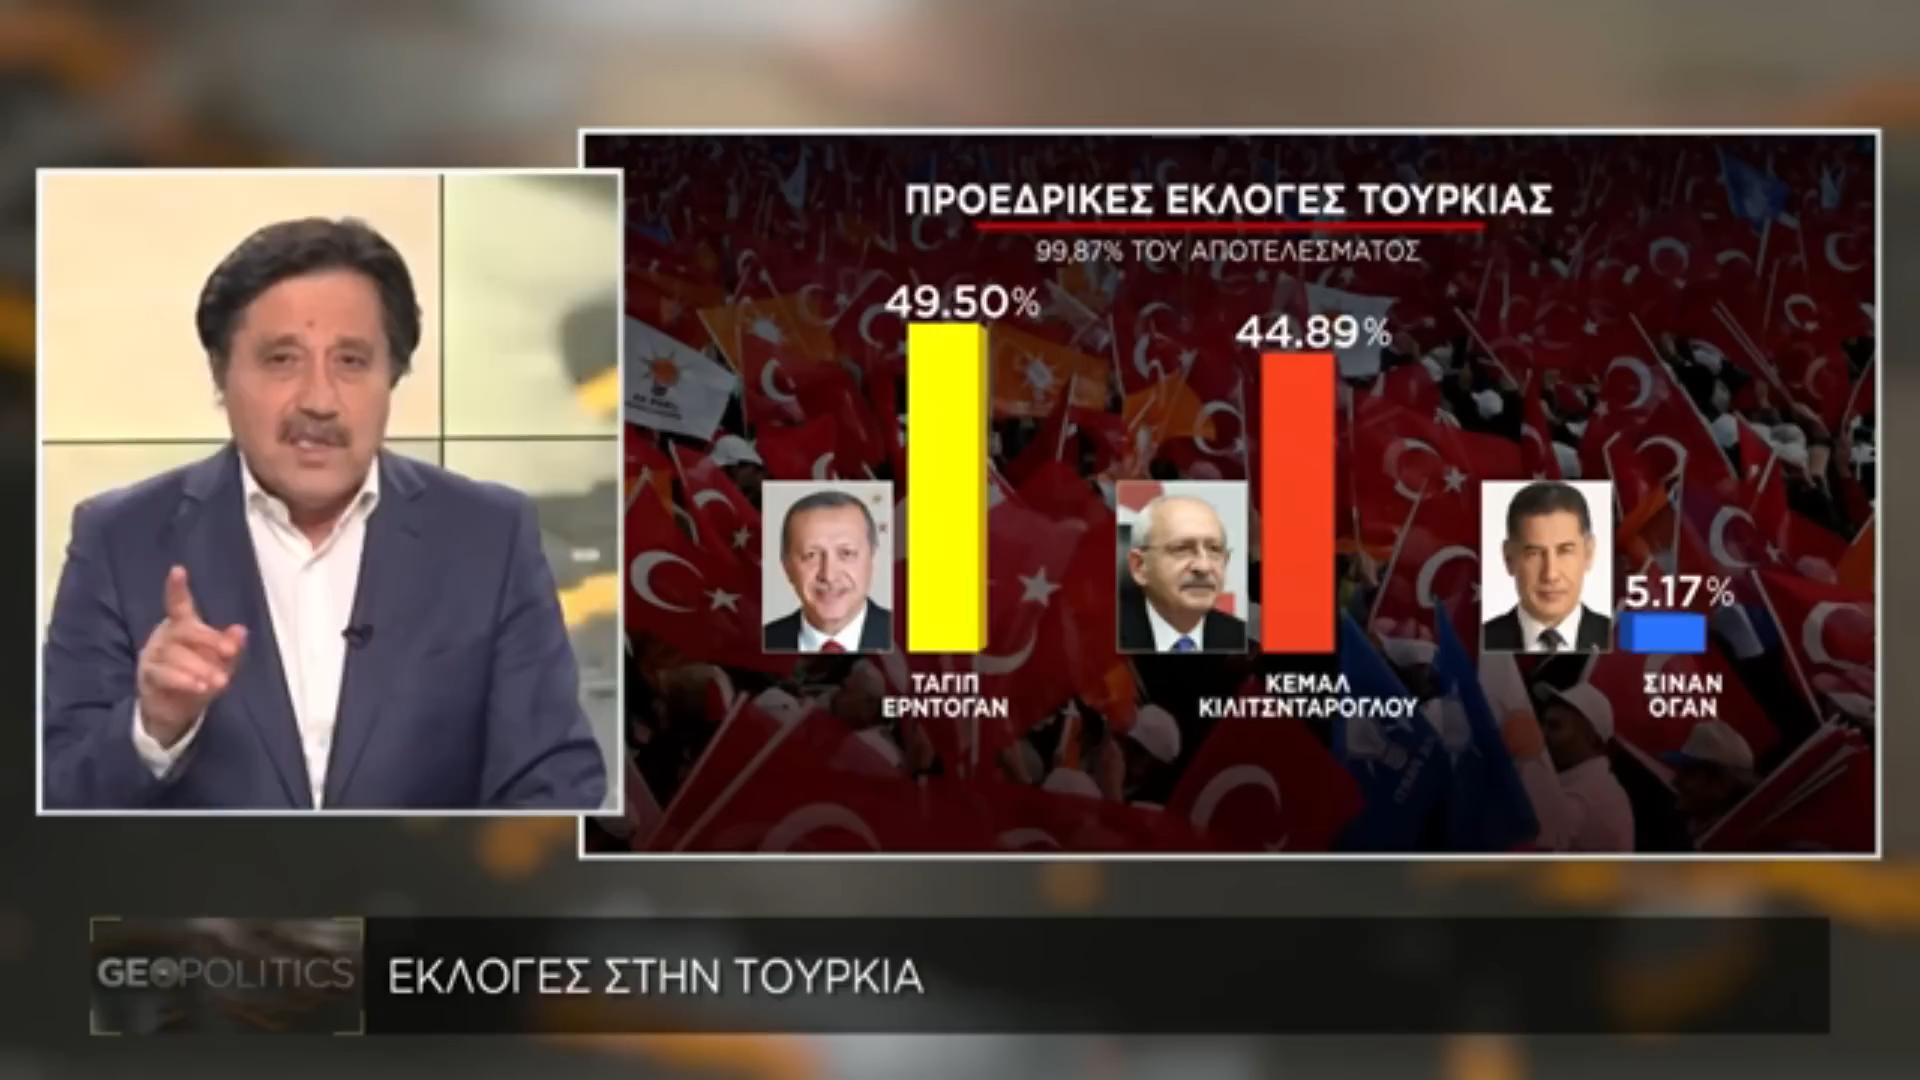 ΠΡΟΕΔΡΙΚΕΣ ΕΚΛΟΓΕΣ ΤΟΥΡΚΙΑΣ
99,87% ΤΟΥ ΑΠΟΤΕΛΕΣΜΑΤΟΣ
49.50%
44.89%
5.17%
ΤΑΓΙΠ
ΕΡΝΤΟΓΑΝ
ΚΕΜΑΛ
ΚΙΛΙΤΣΝΤΑΡΟΓΛΟΥ
ΣΙΝΑΝ
ΟΓΑΝ
GEOPOLITICS
ΕΚΛΟΓΕΣ ΣΤΗΝ ΤΟΥΡΚΙΑ